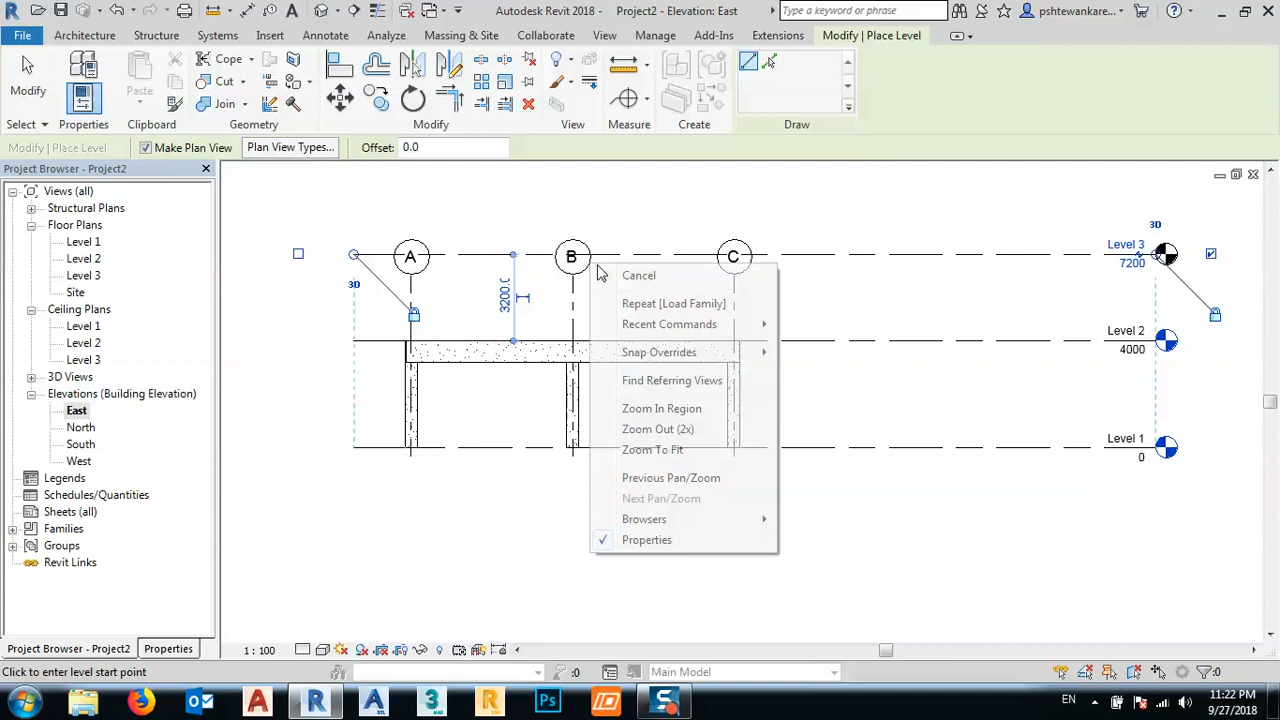 Autodesk Revit 2018 - Project2 - Elevation: East
Type a keyword or phrase
pshtewankare...
File
Architecture
Structure
Systems
Insert
Annotate
Analyze
Massing & Site
Collaborate
View
Manage
Add-Ins
Extensions
Modify | Place Level
Modify
Paste
Cope
Cut
Join
Select
Properties
Clipboard
Geometry
Modify
View
Measure
Create
Draw
Modify | Place Level
Make Plan View
Plan View Types...
Offset:
0.0
Project Browser - Project2
Views (all)
Structural Plans
Floor Plans
Level 1
Level 2
Level 3
Site
Ceiling Plans
Level 1
Level 2
Level 3
3D Views
Elevations (Building Elevation)
East
North
South
West
Legends
Schedules/Quantities
Sheets (all)
Families
Groups
Revit Links
Project Browser - Project2
Properties
3D
A
B
C
Level 3
7200
3D
3200.0
Level 2
4000
Level 1
0
Cancel
Repeat [Load Family]
Recent Commands
Snap Overrides
Find Referring Views
Zoom In Region
Zoom Out (2x)
Zoom To Fit
Previous Pan/Zoom
Next Pan/Zoom
Browsers
Properties
1 : 100
Click to enter level start point
:0
Main Model
:0
EN
11:22 PM
9/27/2018